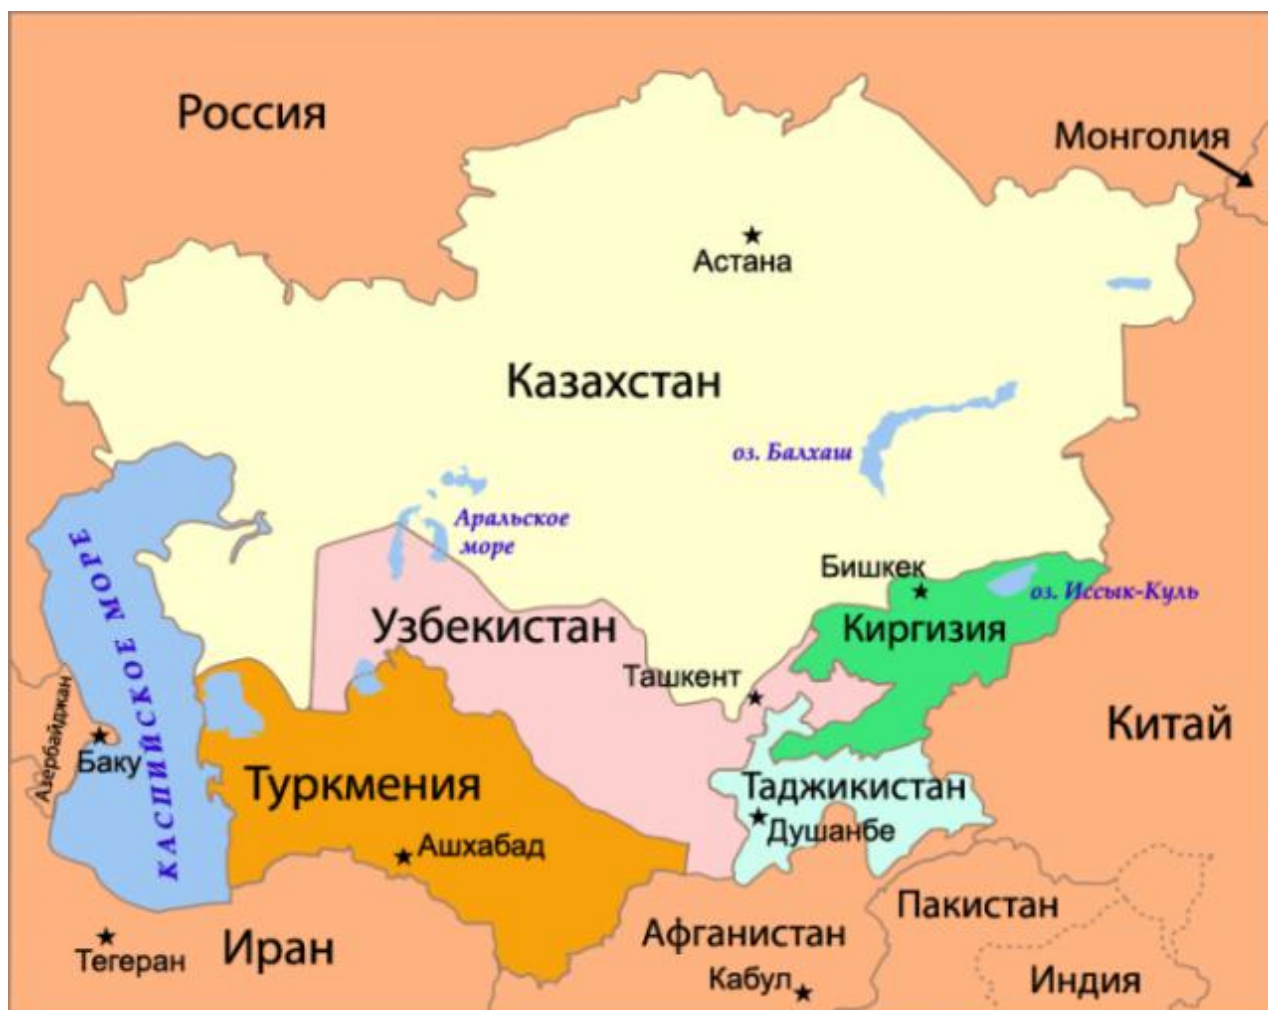 Россия
Монголия
Астана
Казахстан
оз. Балхаш
Аральское
море
КАСПИЙСКОЕ МОРЕ
Бишкек
оз. Иссык-Куль
Узбекистан
Киргизия
Ташкент
Азербайджан
Баку
Китай
Туркмения
Таджикистан
Душанбе
Ашхабад
Пакистан
Афганистан
Иран
Тегеран
Кабул
Индия